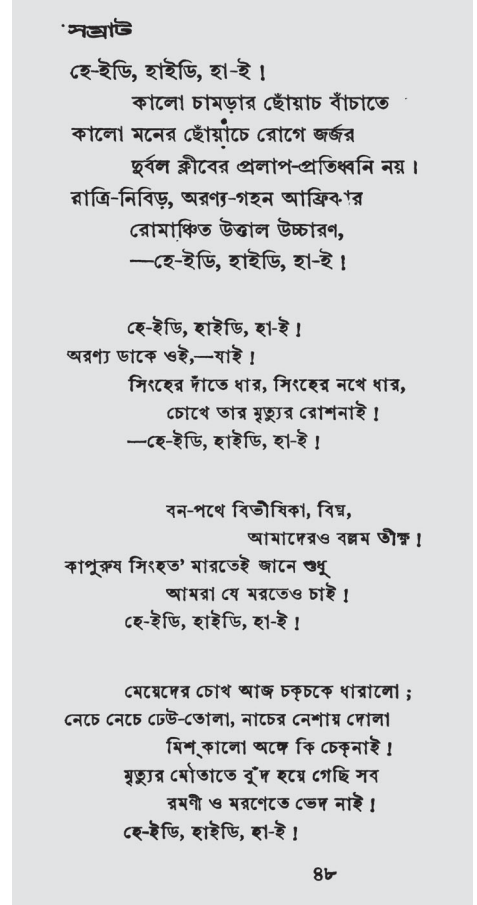 সম্রাট
হে-ইডি, হাইডি, হা-ই !
কালো চামড়ার ছোঁয়াচ বাঁচাতে
কালো মনের ছোঁয়াচে রোগে জর্জর
দুর্বল ক্লীবের প্রলাপ-প্রতিধ্বনি নয় ।
রাত্রি-নিবিড়, অরণ্য-গহন আফ্রিকার
রোমাঞ্চিত উত্তাল উচ্চারণ,
—হে-ইডি, হাইডি, হা-ই !
হে-ইডি, হাইডি, হা-ই !
অরণ্য ডাকে ওই,—যাই !
সিংহের দাঁতে ধার, সিংহের নখে ধার,
চোখে তার মৃত্যুর রোশনাই !
—হে-ইডি, হাইডি, হা-ই !
বন-পথে বিভীষিকা, বিঘ্ন,
আমাদেরও বল্লম তীক্ষ্ণ !
কাপুরুষ সিংহত’ মারতেই জানে শুধু
আমরা যে মরতেও চাই !
হে-ইডি, হাইডি, হা-ই !
মেয়েদের চোখ আজ চক্‌চকে ধারালো ;
নেচে নেচে ঢেউ-তোলা, নাচের নেশায় দোলা
মিশ্‌কালো অঙ্গে কি চেক্‌নাই !
মৃত্যুর মৌতাতে বুঁদ হয়ে গেছি সব
রমণী ও মরণেতে ভেদ নাই !
হে-ইডি, হাইডি, হা-ই !
৪৮